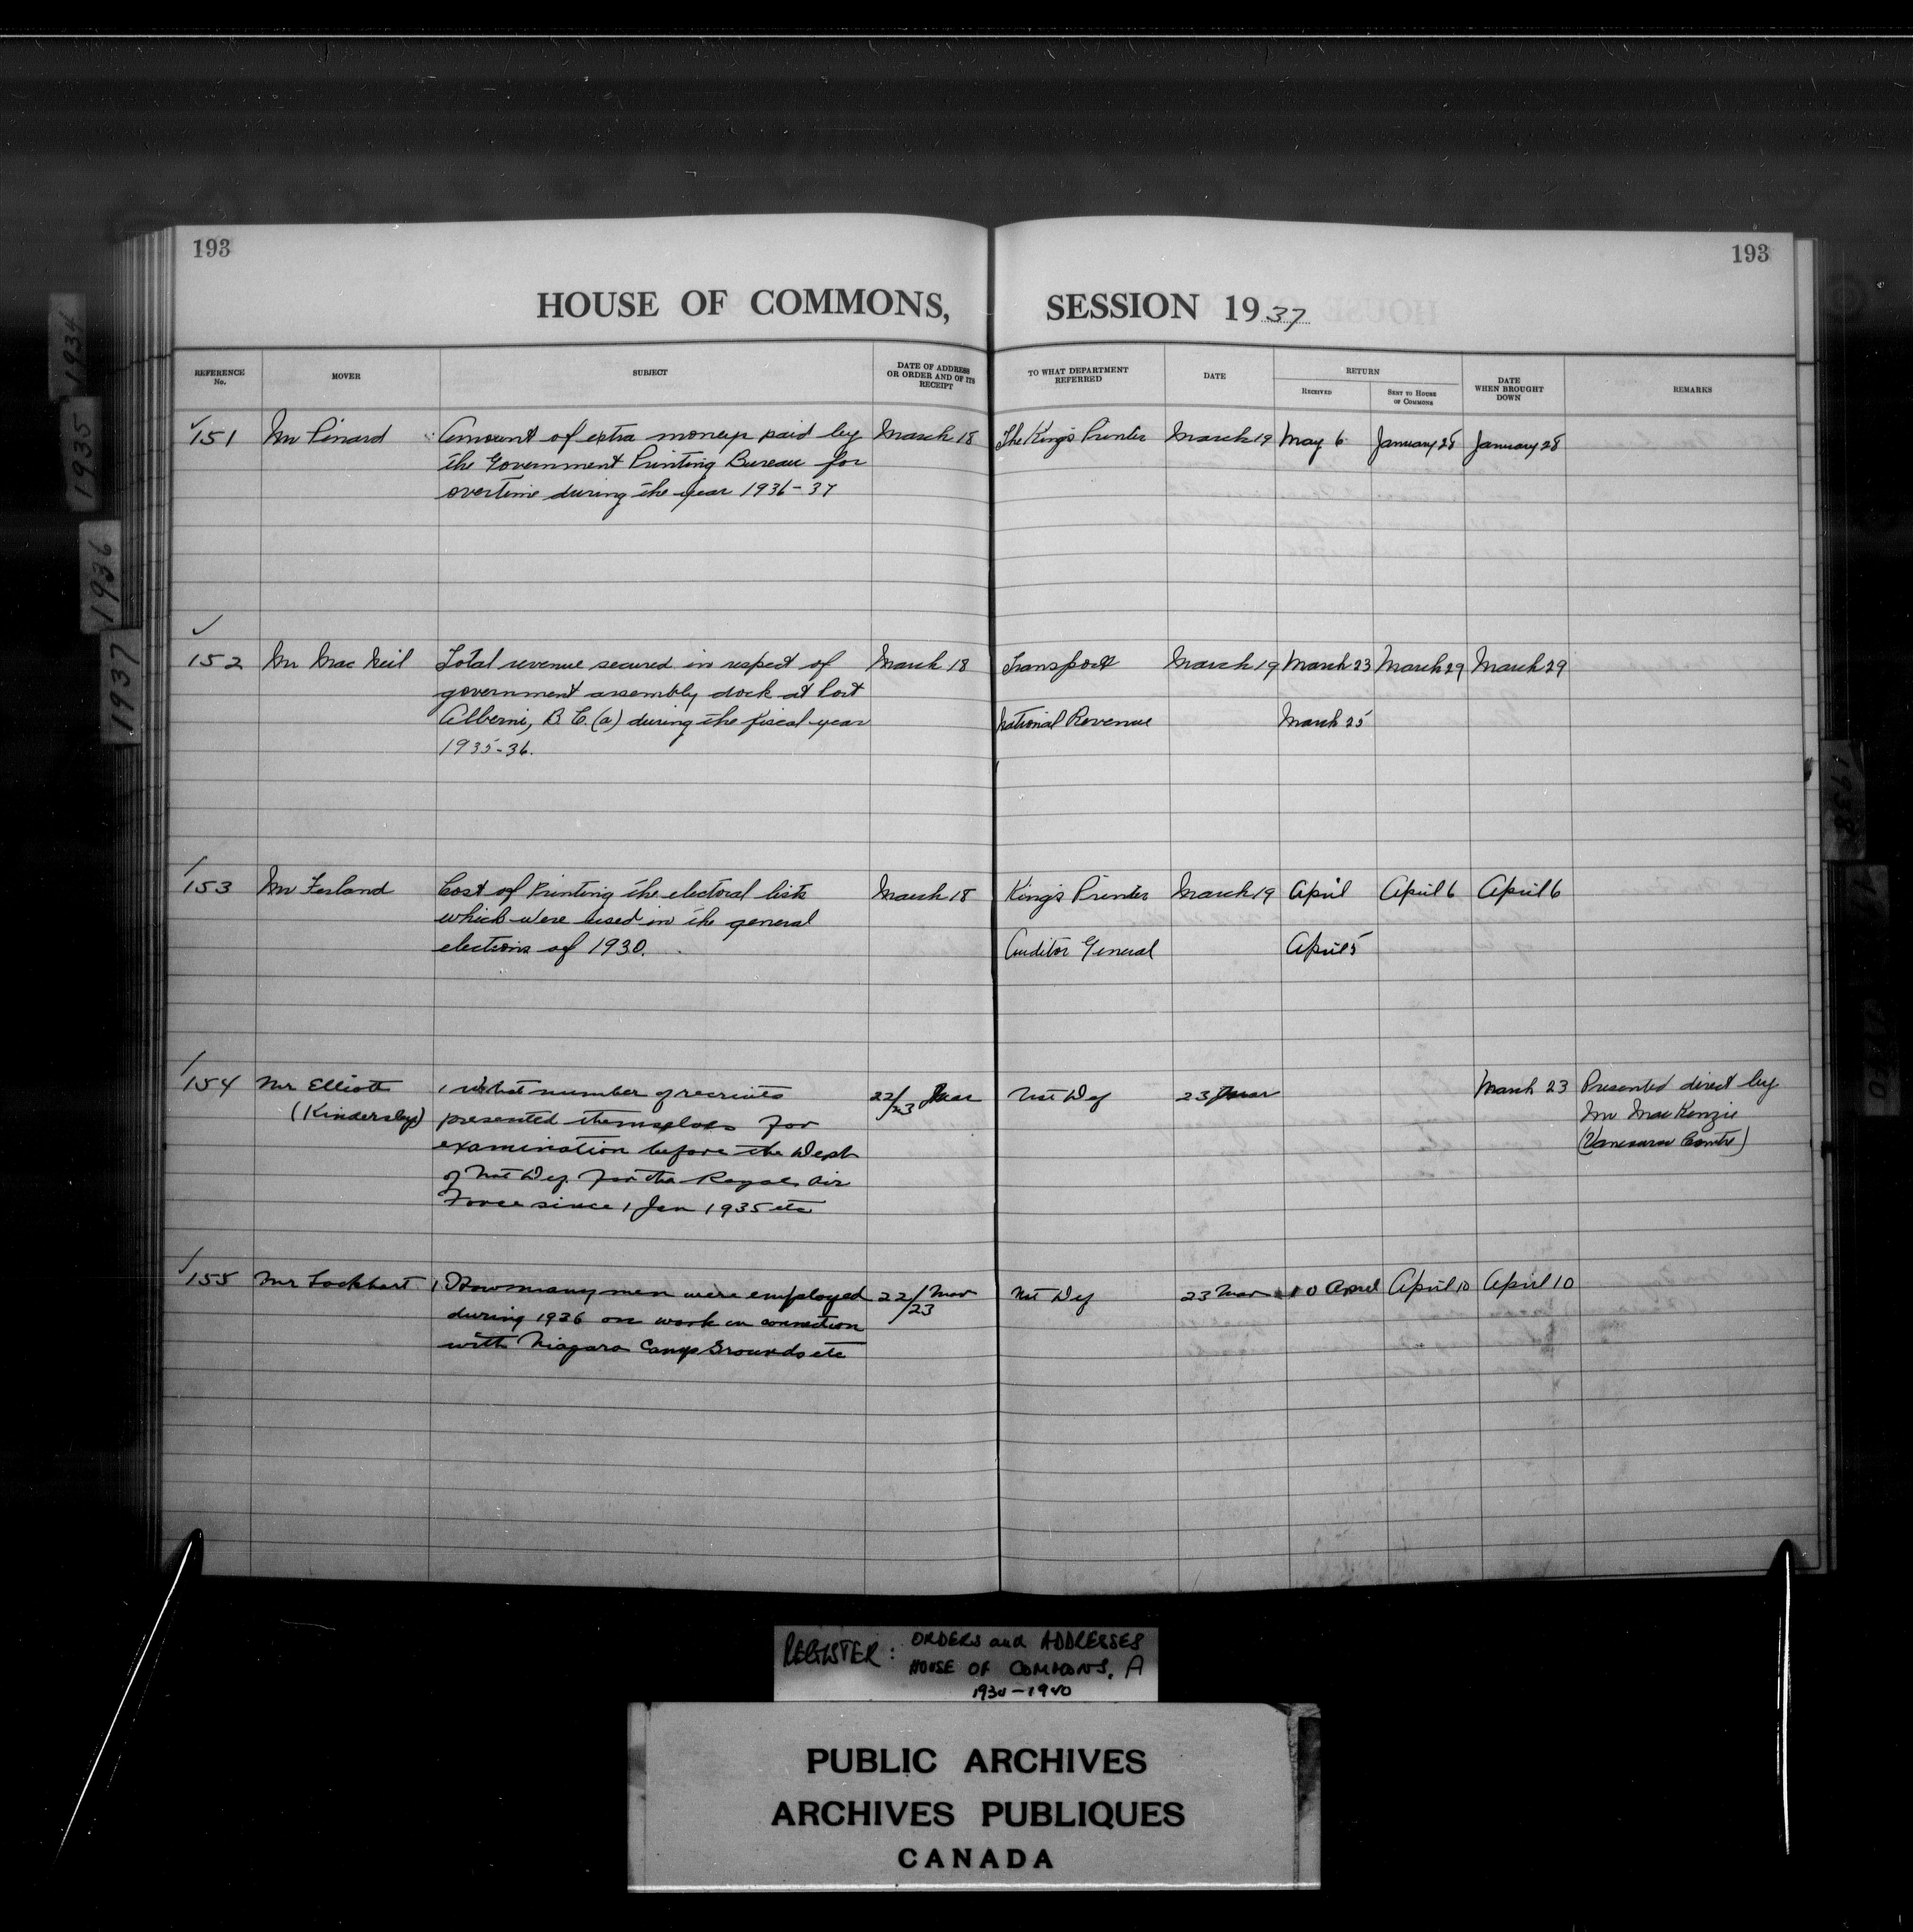 193
193
HOUSE OF COMMONS, SESSION 1937
REFERENCE No.
MOVER
SUBJECT
DATE OF ADDRESS OR ORDER AND OF ITS RECEIPT
TO WHAT DEPARTMENT REFERRED
DATE
RETURN
RECEIVED
SENT TO HOUSE OF COMMONS
DATE WHEN BROUGHT DOWN
REMARKS
151 Mr Pinard Amount of extra moneys paid by March 18 The King's Printer March 19 May 6 January 28 January 28
the Government Printing Bureau for
overtime during the year 1936-37
152 Mr Mac Neil Total revenue secured in respect of March 18 Transport March 19 March 23 March 29 March 29
government assembly dock at Port
Alberni, B.C. (a) during the fiscal year National Revenue March 25
1935-36.
153 Mr Ferland Cost of Printing the electoral lists March 18 King's Printer March 19 April April 6 April 6
which were used in the general
elections of 1930. Auditor General April 5
154 Mr Elliott 1 What number of recruits 22/23 Mar Nat Def 23 Mar March 23 Presented direct by
(Kindersley) presented themselves for Mr MacKenzie
examination before the Dept (Vancouver Centre)
of Nat Def. for the Royal Air
Force since 1 Jan 1935 etc
155 Mr Lockhart 1 How many men were employed 22/23 Mar Nat Def 23 Mar 10 April April 10 April 10
during 1936 on work in connection
with Niagara Camp Grounds etc
1934
1935
1936
1937
1938
REGISTER: ORDERS and ADDRESSES
HOUSE OF COMMONS, A
1930-1940
PUBLIC ARCHIVES
ARCHIVES PUBLIQUES
CANADA